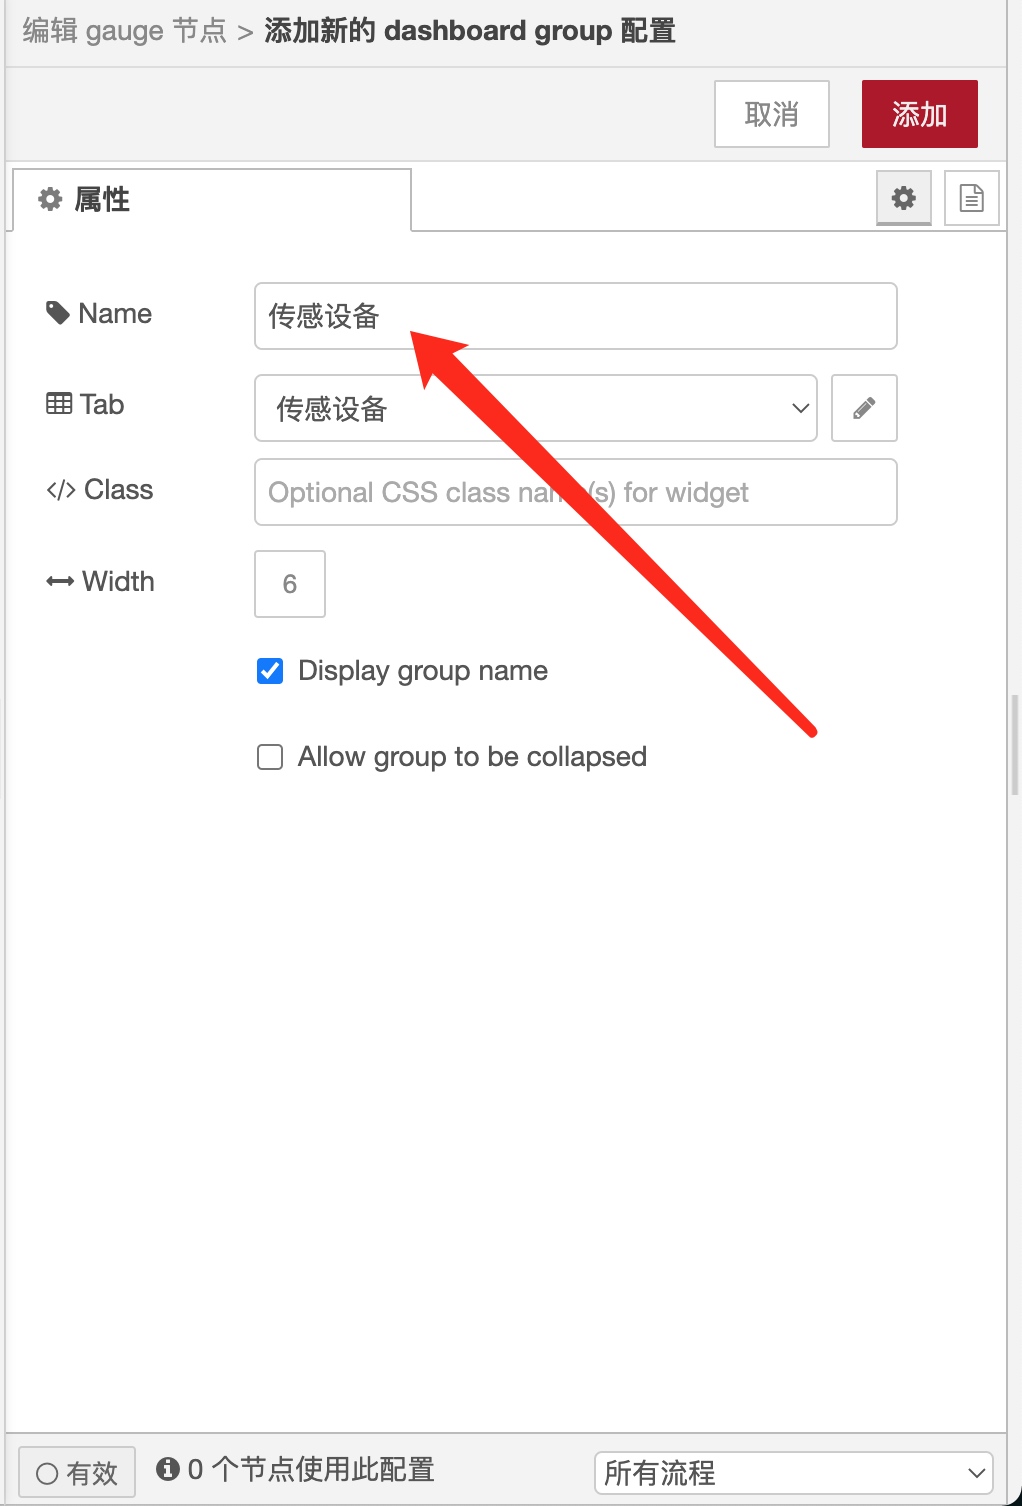 编辑 gauge 节点 > 添加新的 dashboard group 配置
取消
添加
属性
Name
传感设备
Tab
传感设备
Class
Optional CSS class name(s) for widget
Width
6
Display group name
Allow group to be collapsed
有效
0 个节点使用此配置
所有流程